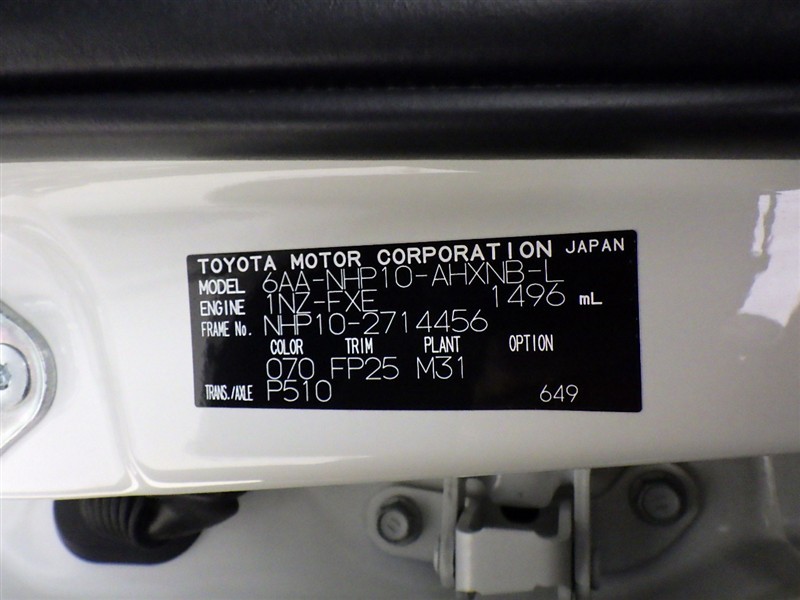 TOYOTA MOTOR CORPORATION JAPAN
MODEL 6AA-NHP10-AHXNB-L
ENGINE 1NZ-FXE 1496 mL
FRAME No. NHP10-2714456
COLOR TRIM PLANT OPTION
070 FP25 M31
TRANS./AXLE P510 649